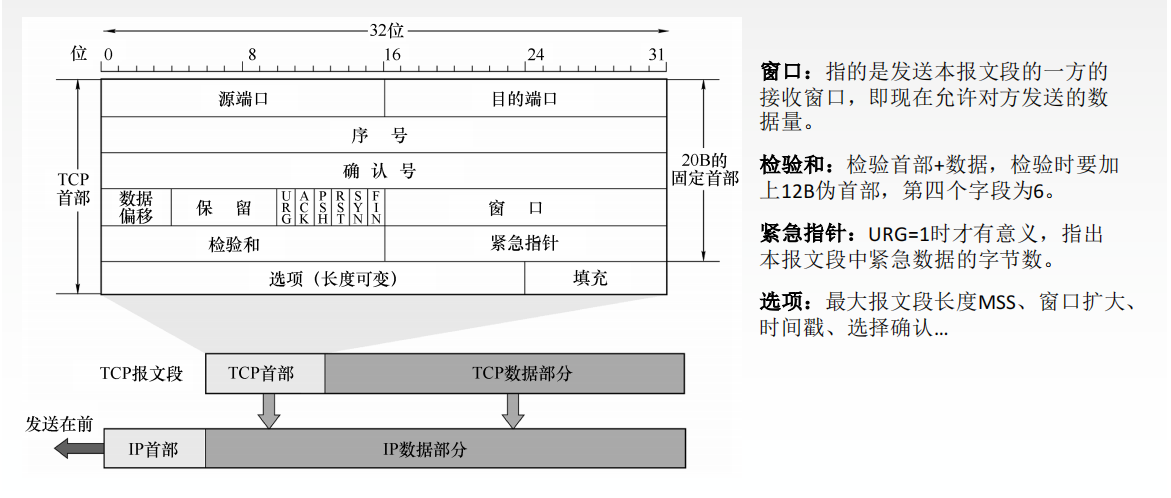 32位
位 0 8 16 24 31
源端口 目的端口
序 号
确 认 号
TCP
首部
20B的
固定首部
数据
偏移
保 留
URG
ACK
PSH
RST
SYN
FIN
窗 口
检验和 紧急指针
选项（长度可变） 填充
TCP报文段 TCP首部 TCP数据部分
发送在前
IP首部 IP数据部分
窗口：指的是发送本报文段的一方的
接收窗口，即现在允许对方发送的数
据量。
检验和：检验首部+数据，检验时要加
上12B伪首部，第四个字段为6。
紧急指针：URG=1时才有意义，指出
本报文段中紧急数据的字节数。
选项：最大报文段长度MSS、窗口扩大、
时间戳、选择确认…